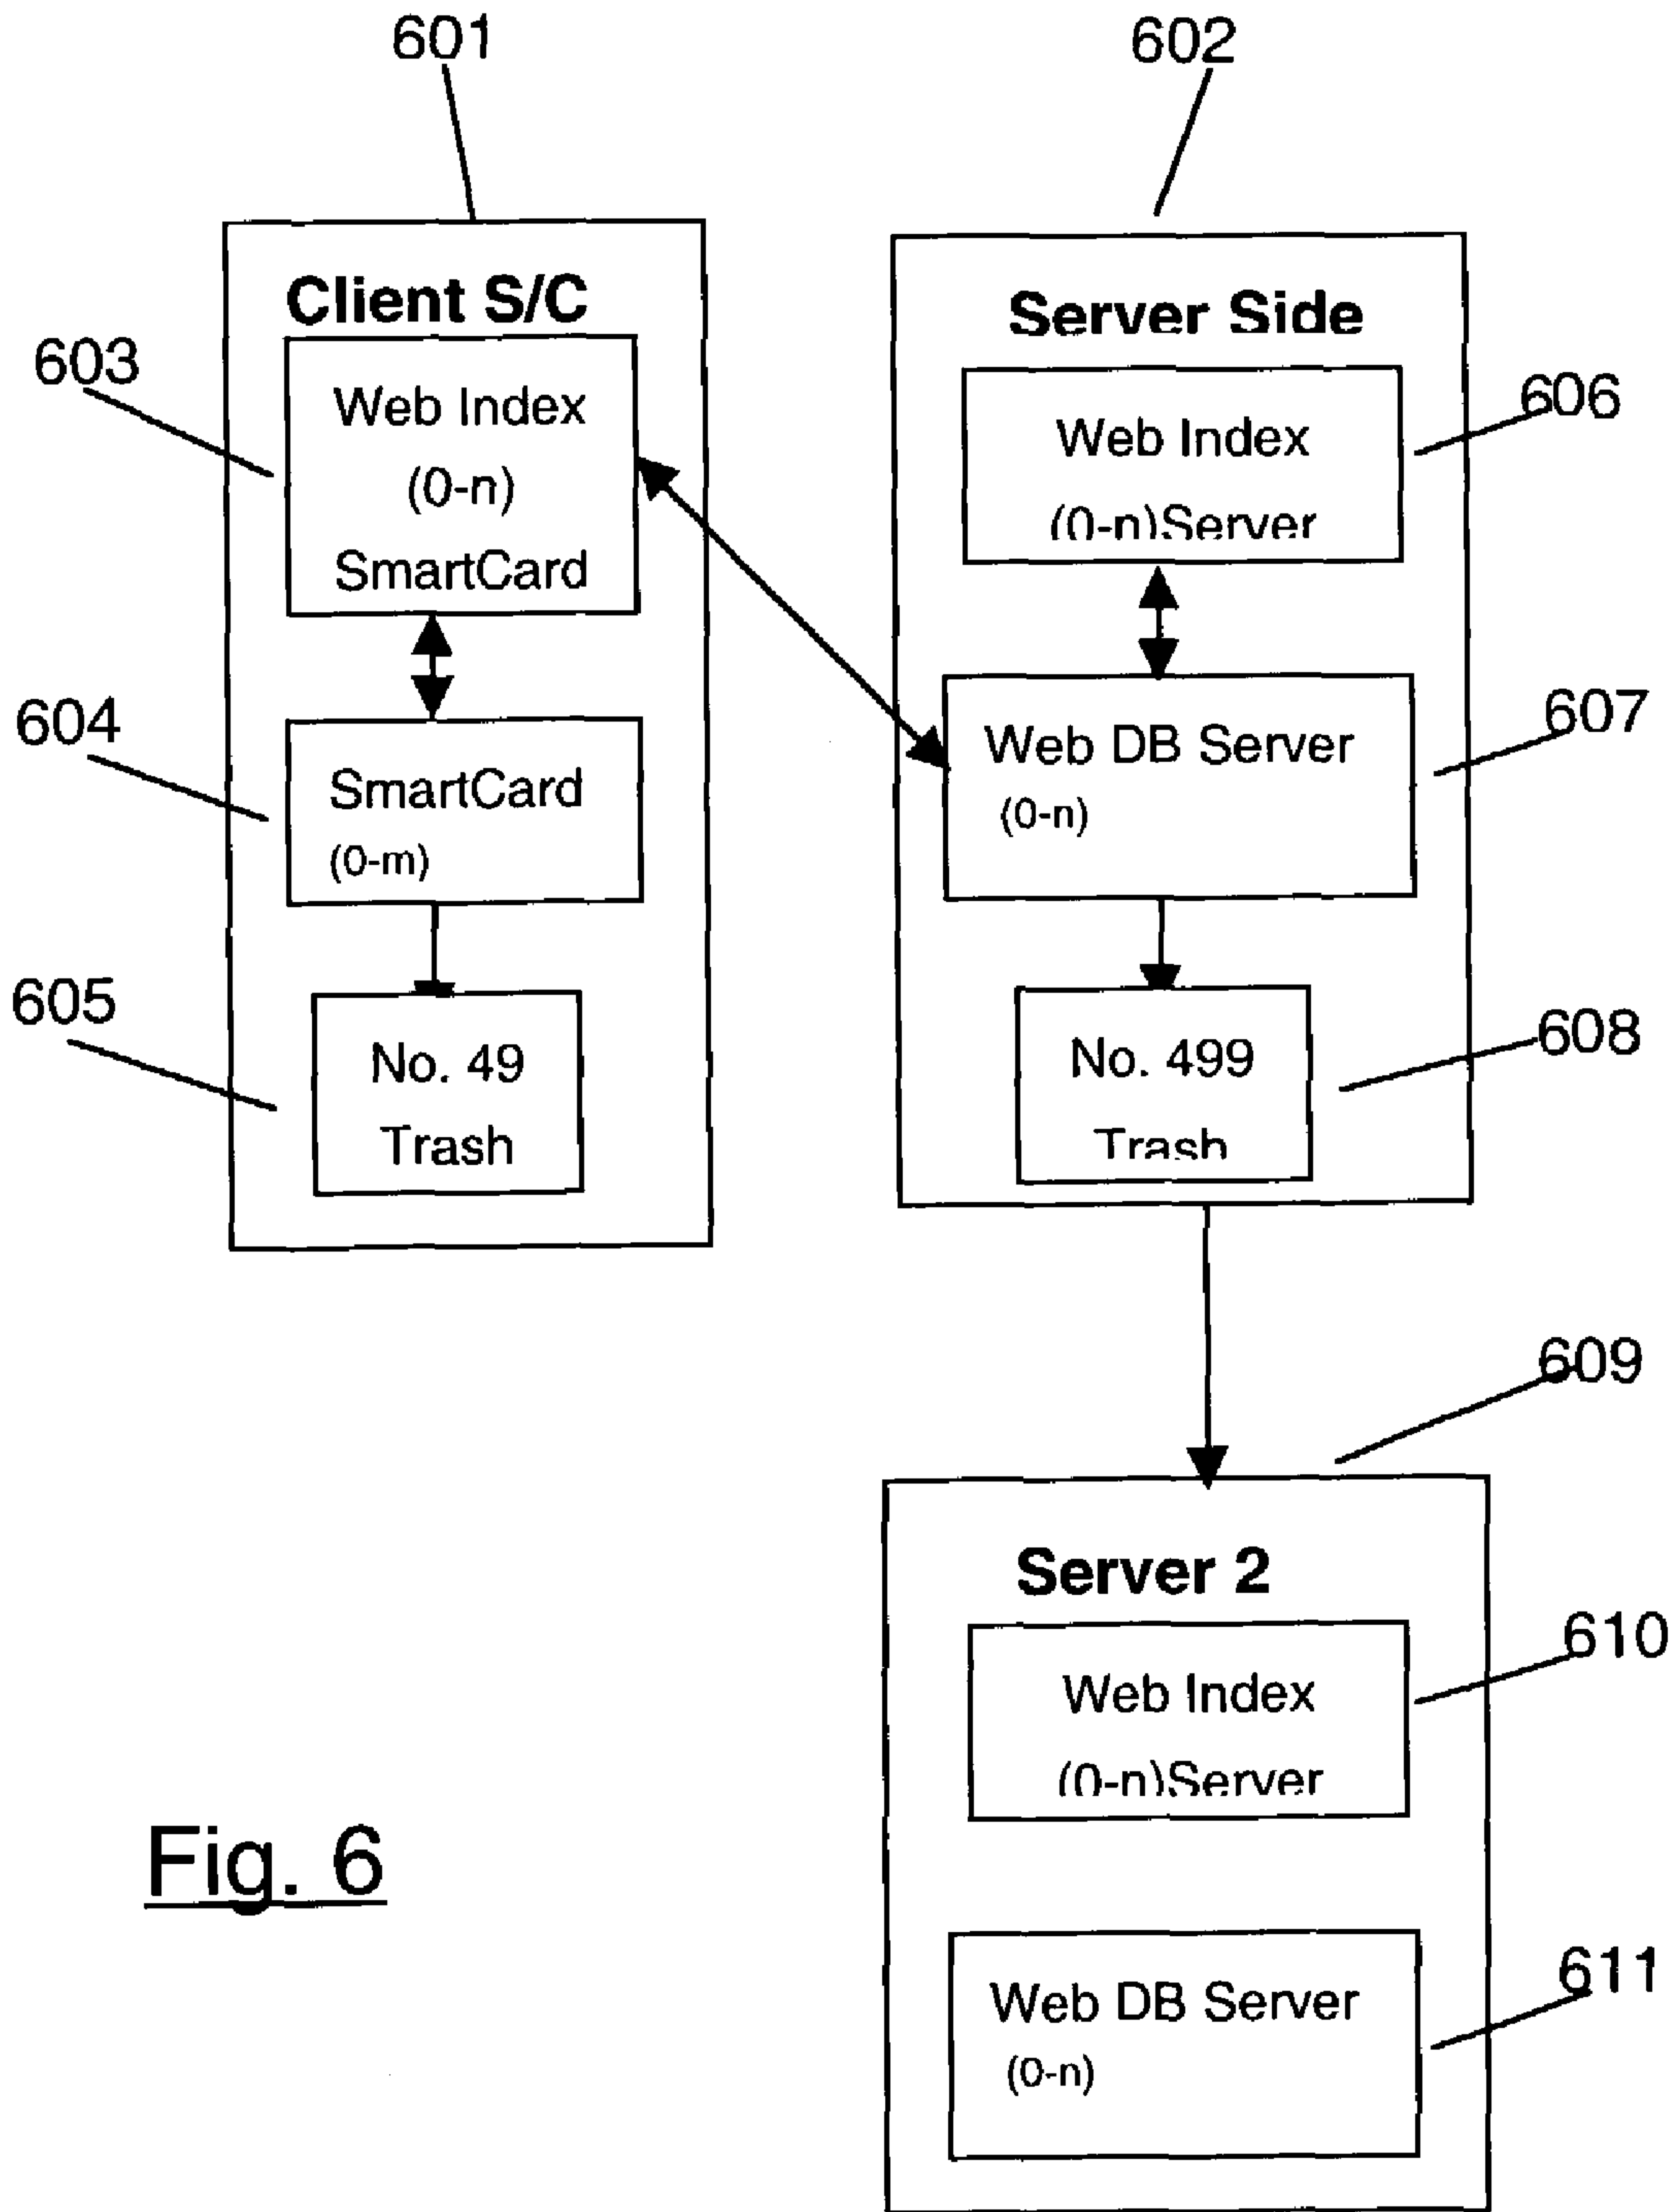 601
602
Client S/C
Server Side
603
Web Index
(0-n)
SmartCard
606
Web Index
(0-n)Server
604
SmartCard
(0-m)
607
Web DB Server
(0-n)
605
No. 49
Trash
608
No. 499
Trash
609
Server 2
610
Web Index
(0-n)Server
Fig. 6
611
Web DB Server
(0-n)